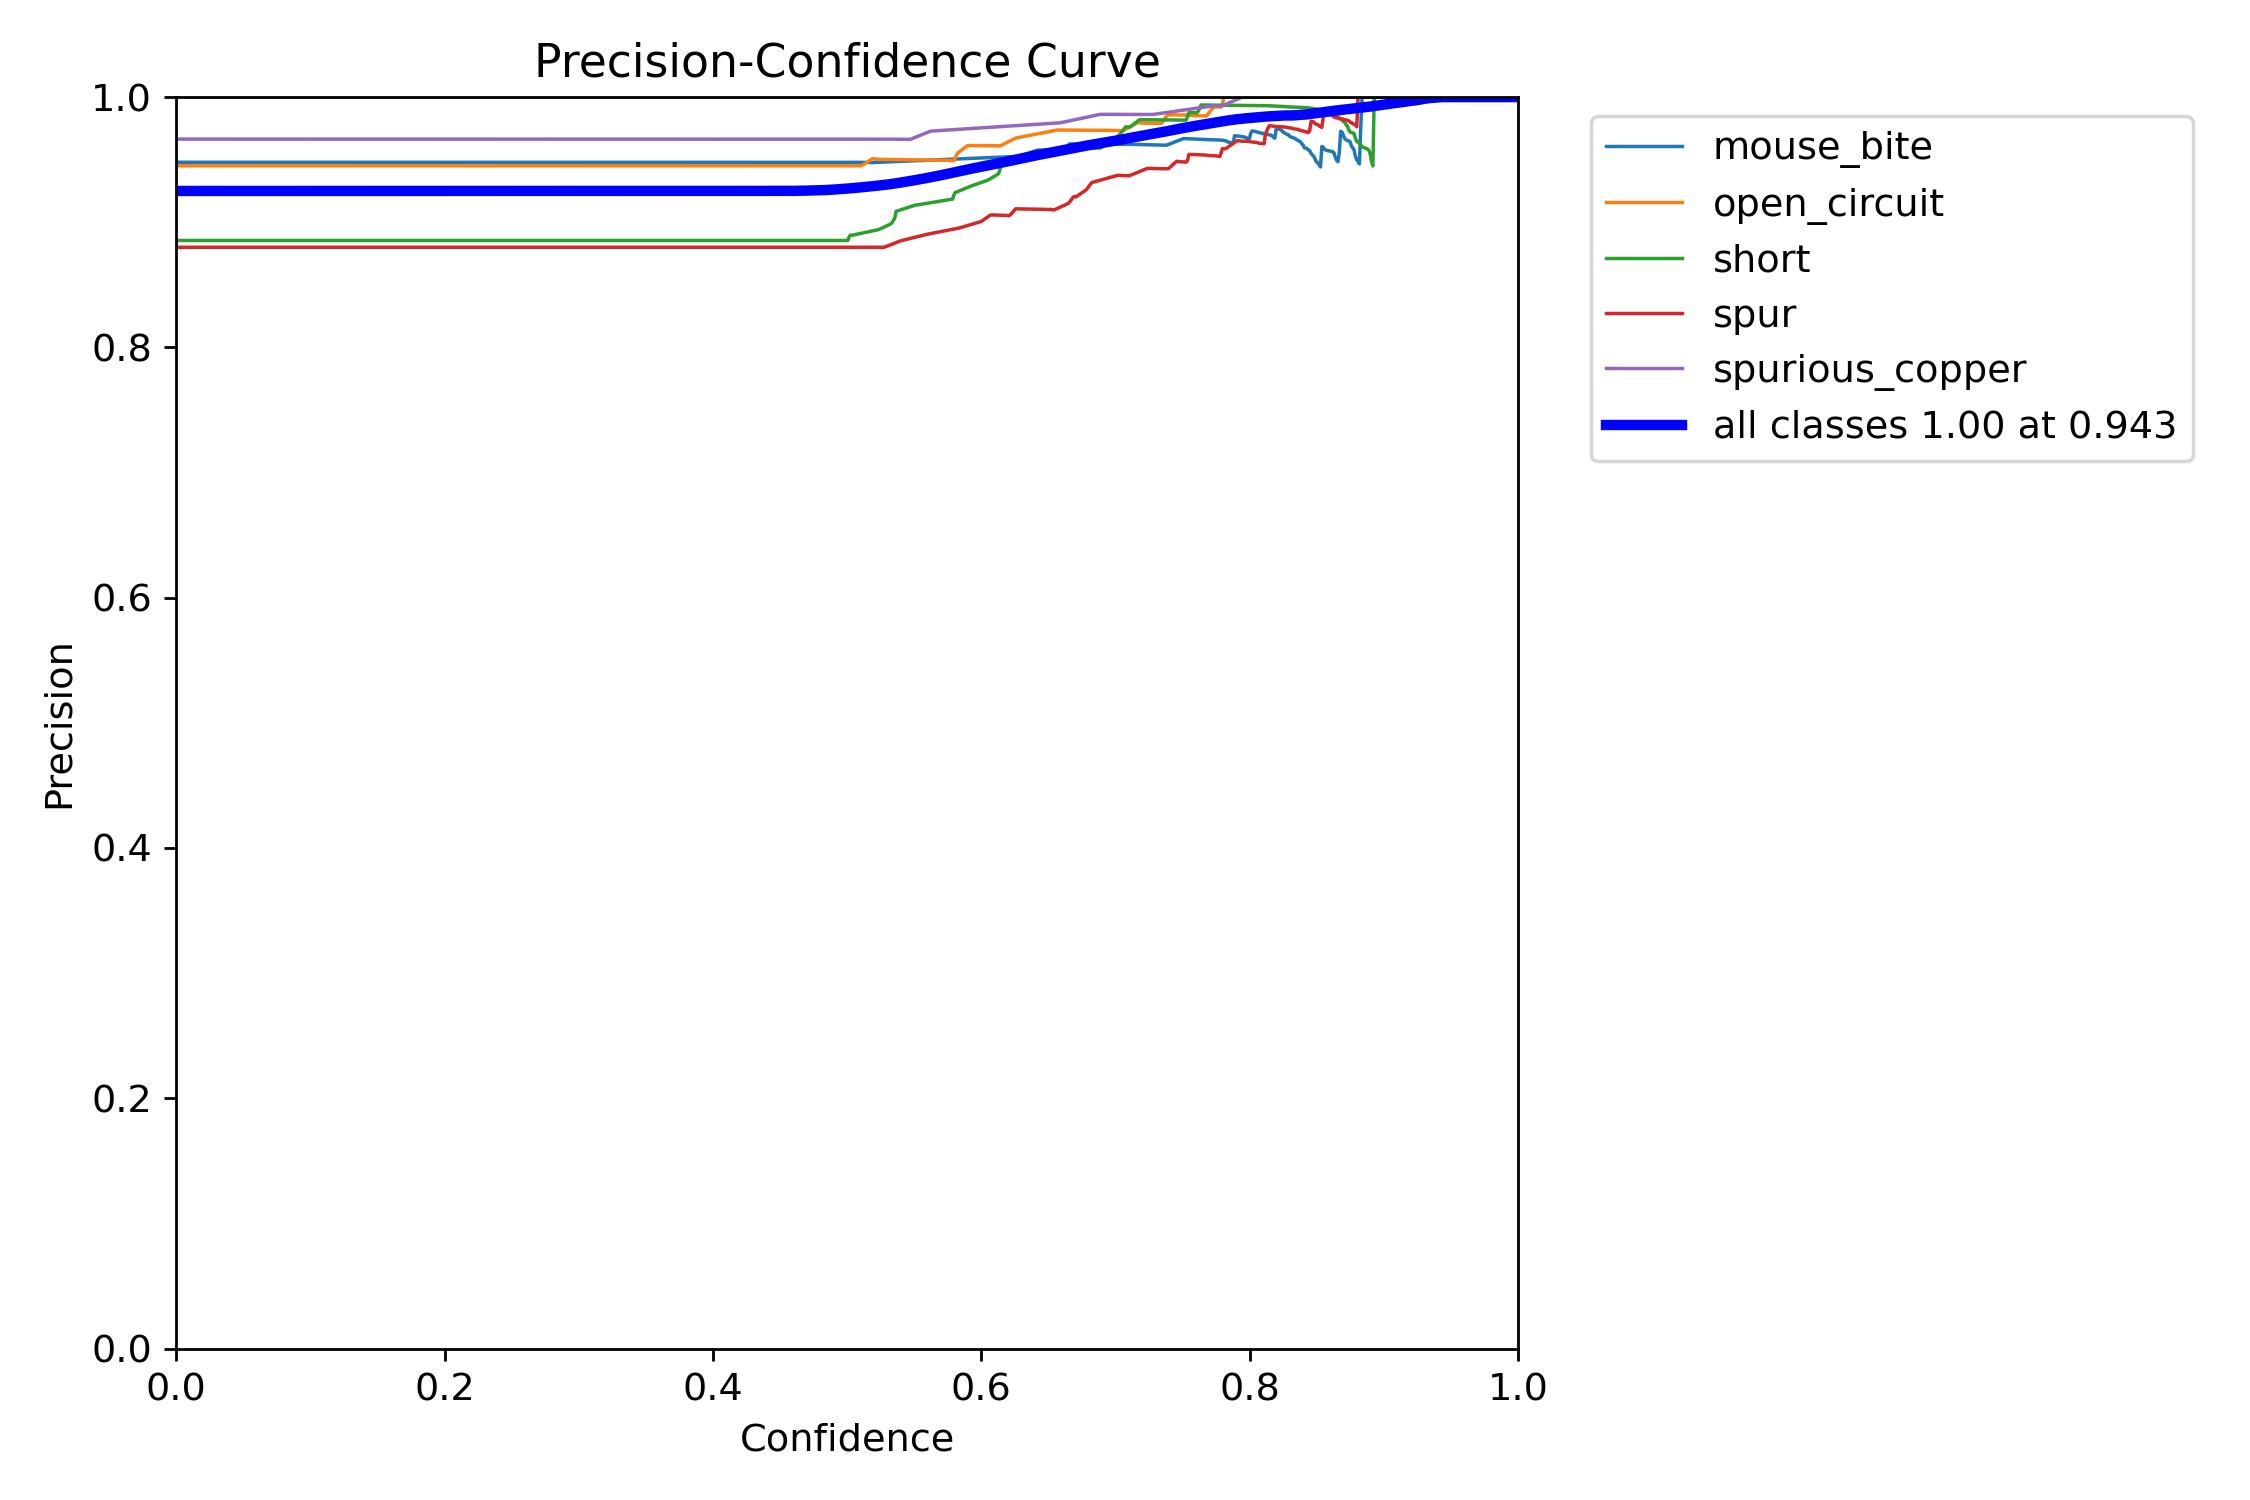 Precision-Confidence Curve
1.0
0.8
0.6
0.4
0.2
0.0
Precision
0.0 0.2 0.4 0.6 0.8 1.0
Confidence
mouse_bite
open_circuit
short
spur
spurious_copper
all classes 1.00 at 0.943